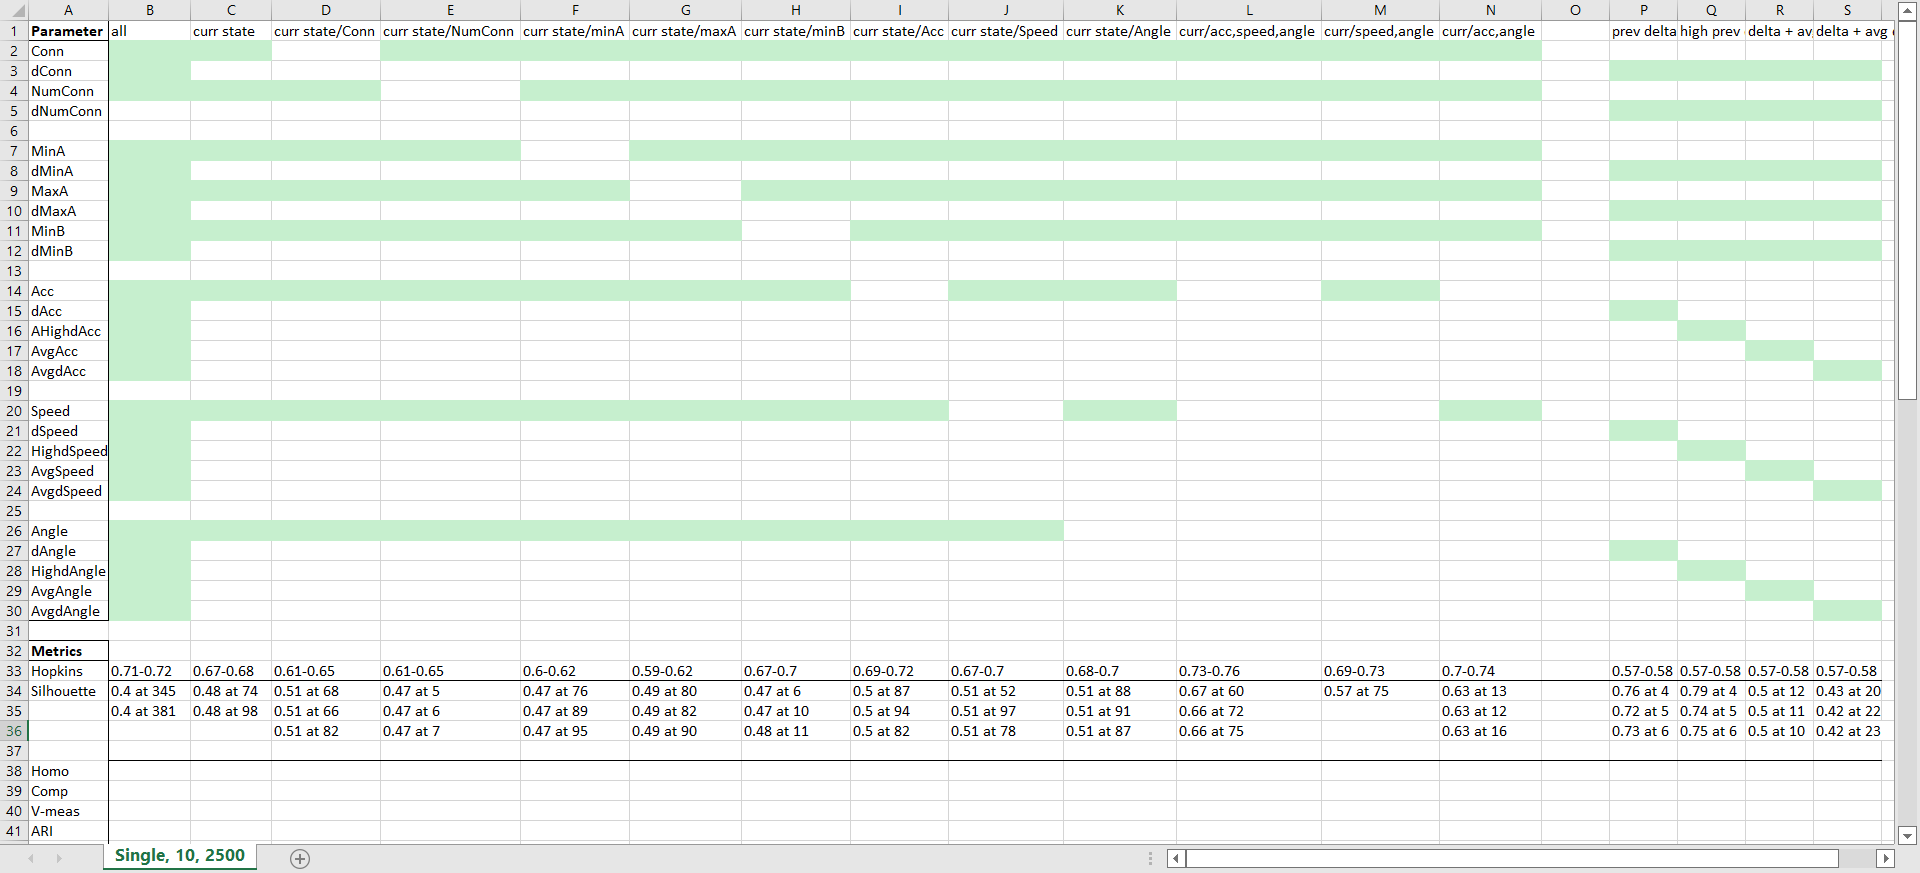 A B C D E F G H I J K L M N O P Q R S
1 Parameter all curr state curr state/Conn curr state/NumConn curr state/minA curr state/maxA curr state/minB curr state/Acc curr state/Speed curr state/Angle curr/acc,speed,angle curr/speed,angle curr/acc,angle prev delta high prev delta + av delta + avg
2 Conn
3 dConn
4 NumConn
5 dNumConn
6
7 MinA
8 dMinA
9 MaxA
10 dMaxA
11 MinB
12 dMinB
13
14 Acc
15 dAcc
16 AHighdAcc
17 AvgAcc
18 AvgdAcc
19
20 Speed
21 dSpeed
22 HighdSpeed
23 AvgSpeed
24 AvgdSpeed
25
26 Angle
27 dAngle
28 HighdAngle
29 AvgAngle
30 AvgdAngle
31
32 Metrics
33 Hopkins 0.71-0.72 0.67-0.68 0.61-0.65 0.61-0.65 0.6-0.62 0.59-0.62 0.67-0.7 0.69-0.72 0.67-0.7 0.68-0.7 0.73-0.76 0.69-0.73 0.7-0.74 0.57-0.58 0.57-0.58 0.57-0.58 0.57-0.58
34 Silhouette 0.4 at 345 0.48 at 74 0.51 at 68 0.47 at 5 0.47 at 76 0.49 at 80 0.47 at 6 0.5 at 87 0.51 at 52 0.51 at 88 0.67 at 60 0.57 at 75 0.63 at 13 0.76 at 4 0.79 at 4 0.5 at 12 0.43 at 20
35 0.4 at 381 0.48 at 98 0.51 at 66 0.47 at 6 0.47 at 89 0.49 at 82 0.47 at 10 0.5 at 94 0.51 at 97 0.51 at 91 0.66 at 72 0.63 at 12 0.72 at 5 0.74 at 5 0.5 at 11 0.42 at 22
36 0.51 at 82 0.47 at 7 0.47 at 95 0.49 at 90 0.48 at 11 0.5 at 82 0.51 at 78 0.51 at 87 0.66 at 75 0.63 at 16 0.73 at 6 0.75 at 6 0.5 at 10 0.42 at 23
37
38 Homo
39 Comp
40 V-meas
41 ARI
Single, 10, 2500